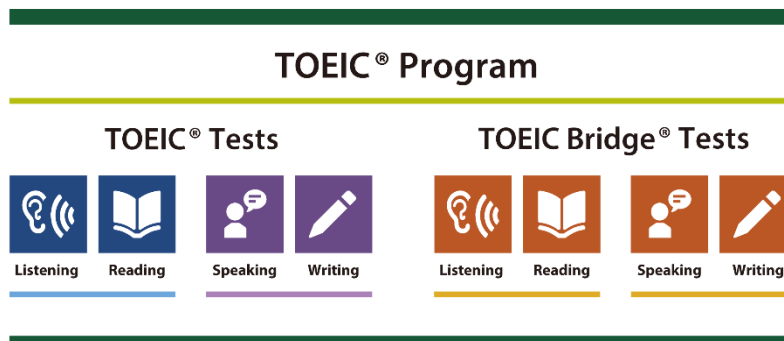 TOEIC® Program
TOEIC® Tests
Listening Reading Speaking Writing
TOEIC Bridge® Tests
Listening Reading Speaking Writing